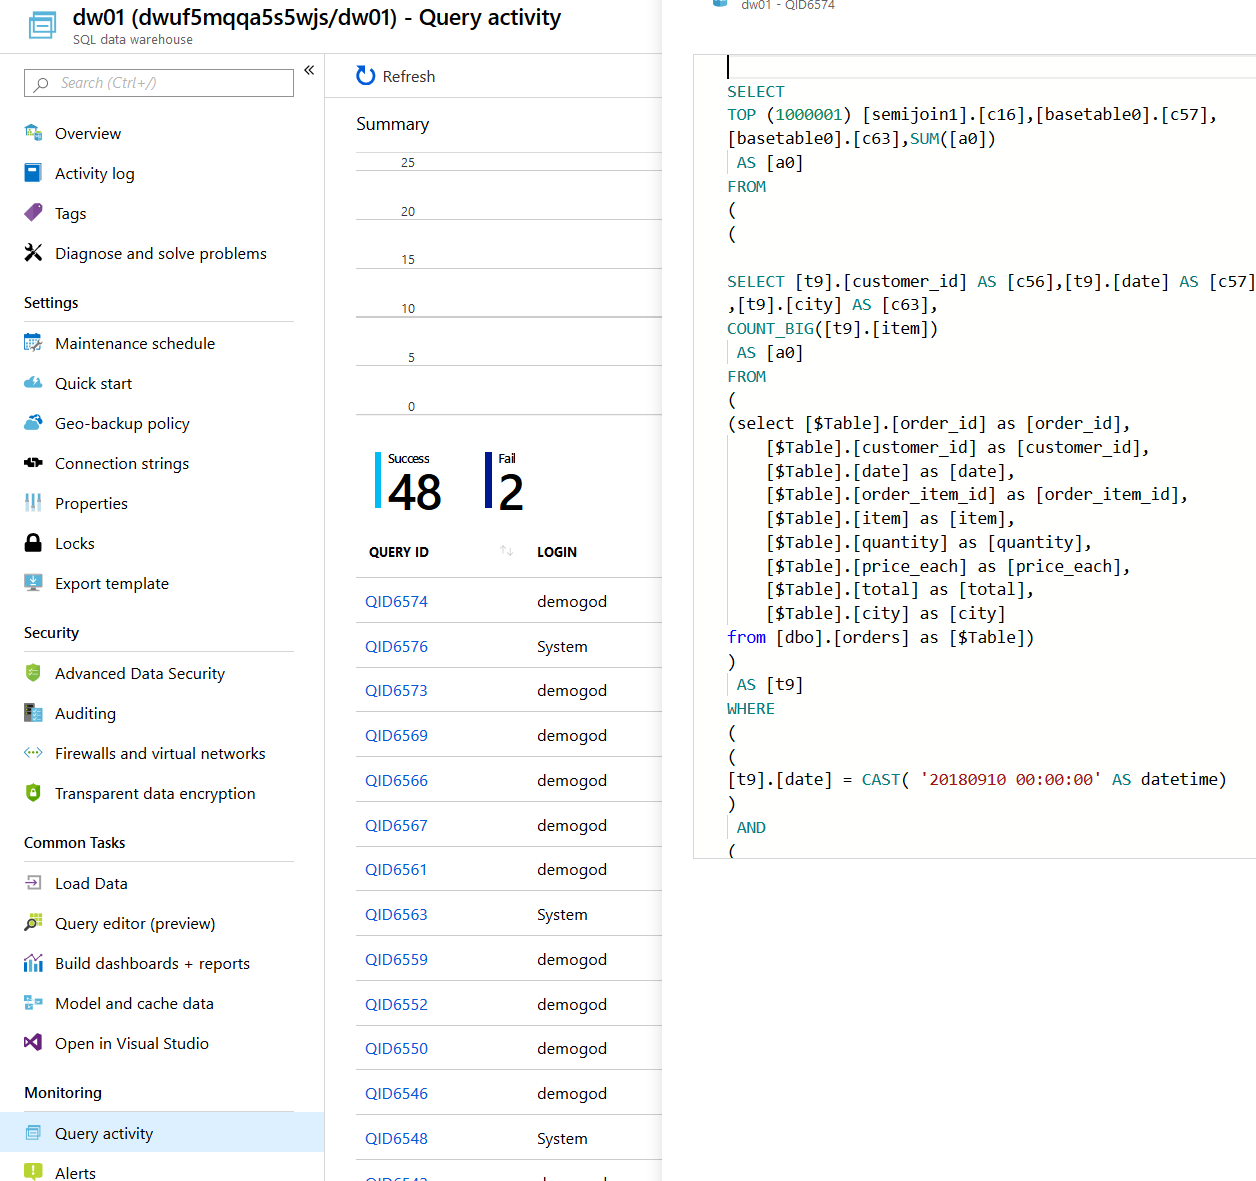 dw01 (dwuf5mqqa5s5wjs/dw01) - Query activity
SQL data warehouse
Search (Ctrl+/)
«
Overview
Activity log
Tags
Diagnose and solve problems
Settings
Maintenance schedule
Quick start
Geo-backup policy
Connection strings
Properties
Locks
Export template
Security
Advanced Data Security
Auditing
Firewalls and virtual networks
Transparent data encryption
Common Tasks
Load Data
Query editor (preview)
Build dashboards + reports
Model and cache data
Open in Visual Studio
Monitoring
Query activity
Alerts
Refresh
Summary
25
20
15
10
5
0
Success
48
Fail
2
QUERY ID LOGIN
QID6574 demogod
QID6576 System
QID6573 demogod
QID6569 demogod
QID6566 demogod
QID6567 demogod
QID6561 demogod
QID6563 System
QID6559 demogod
QID6552 demogod
QID6550 demogod
QID6546 demogod
QID6548 System
dw01 - QID6574
SELECT
TOP (1000001) [semijoin1].[c16],[basetable0].[c57],
[basetable0].[c63],SUM([a0])
AS [a0]
FROM
(
(
SELECT [t9].[customer_id] AS [c56],[t9].[date] AS [c57]
,[t9].[city] AS [c63],
COUNT_BIG([t9].[item])
AS [a0]
FROM
(
(select [$Table].[order_id] as [order_id],
[$Table].[customer_id] as [customer_id],
[$Table].[date] as [date],
[$Table].[order_item_id] as [order_item_id],
[$Table].[item] as [item],
[$Table].[quantity] as [quantity],
[$Table].[price_each] as [price_each],
[$Table].[total] as [total],
[$Table].[city] as [city]
from [dbo].[orders] as [$Table])
)
AS [t9]
WHERE
(
(
[t9].[date] = CAST( '20180910 00:00:00' AS datetime)
)
AND
(